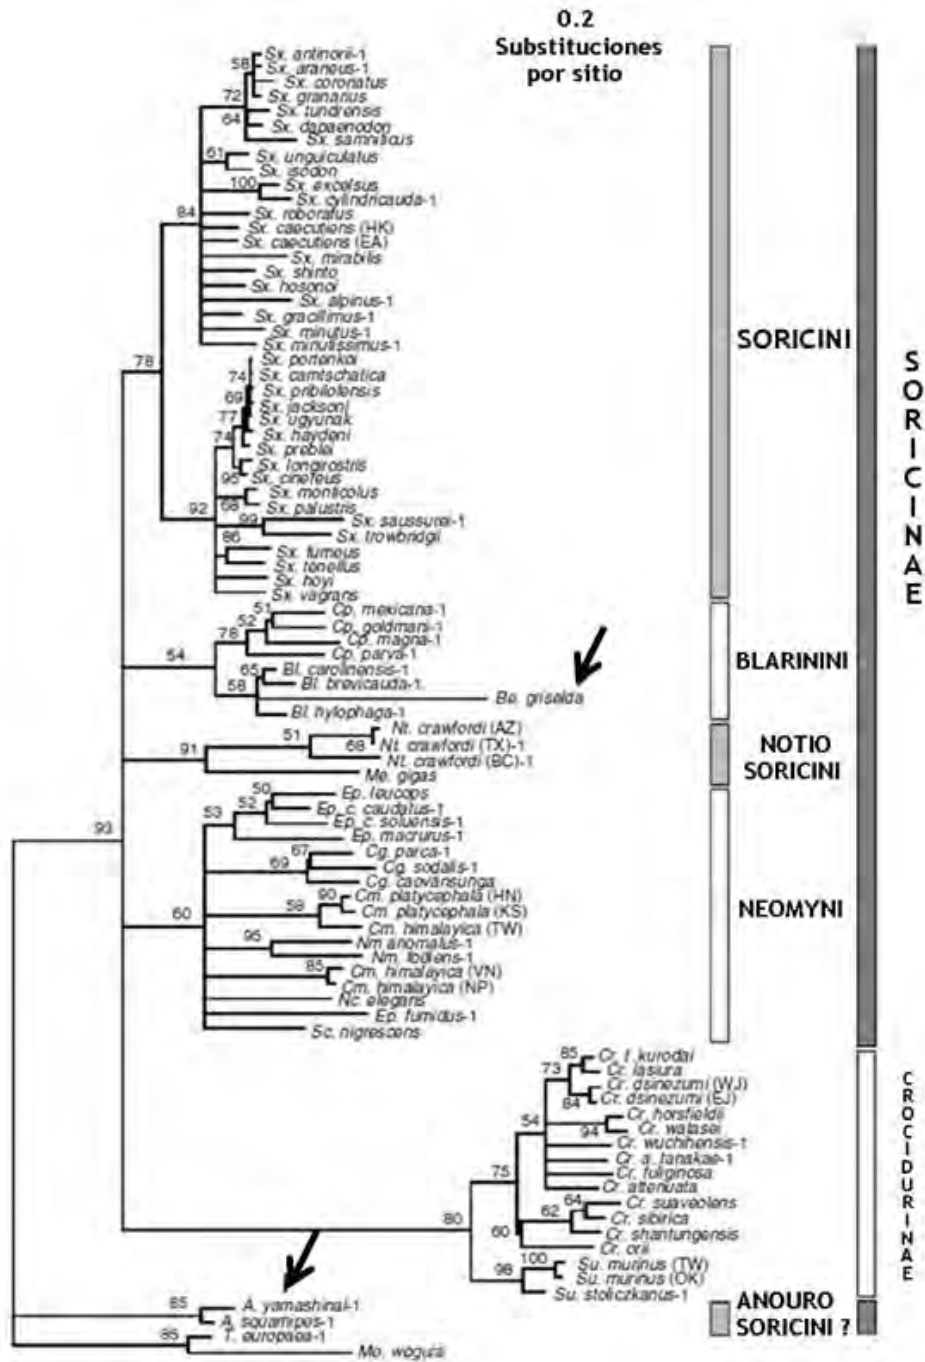 0.2
Substituciones
por sitio
58
Sx. antinorii-1
Sx. araneus-1
Sx. coronatus
72
Sx. granarius
64
Sx. tundrensis
Sx. dapaenodon
Sx. samniticus
61
Sx. unguiculatus
Sx. isodon
100
Sx. excelsus
Sx. cylindricauda-1
84
Sx. roboratus
Sx. caecutiens (HK)
Sx. caecutiens (EA)
Sx. mirabilis
Sx. shinto
Sx. hosonoi
Sx. alpinus-1
Sx. gracillimus-1
Sx. minutus-1
Sx. minutissimus-1
78
Sx. portenkoi
74
Sx. camtschatica
Sx. pribilofensis
69
Sx. jacksoni
77
Sx. ugyunak
74
Sx. haydeni
Sx. preblei
Sx. longirostris
95
Sx. cinereus
Sx. monticolus
92
68
Sx. palustris
99
Sx. saussurei-1
Sx. trowbridgii
86
Sx. fumeus
Sx. tenellus
Sx. hoyi
Sx. vagrans
SORICINI
SORICINAE
51
Cp. mexicana-1
52
Cp. goldmani-1
78
Cp. magna-1
Cp. parva-1
54
65
Bl. carolinensis-1
58
Bl. brevicauda-1
Be. griselda
Bl. hylophaga-1
BLARININI
Nt. crawfordi (AZ)
51
68
Nt. crawfordi (TX)-1
91
Nt. crawfordi (BC)-1
Me. gigas
NOTIO
SORICINI
50
Ep. leucops
52
Ep. c. caudatus-1
53
Ep. c. soluensis-1
93
Ep. macrurus-1
67
Cg. parca-1
69
Cg. sodalis-1
Cg. caovansunga
90
Cm. platycephala (HN)
60
58
Cm. platycephala (KS)
Cm. himalayica (TW)
95
Nm anomalus-1
Nm. fodiens-1
85
Cm. himalayica (VN)
Cm. himalayica (NP)
Nc. elegans
Ep. fumidus-1
Sc. nigrescens
NEOMYNI
85
Cr. t. kurodai
73
Cr. lasiura
Cr. dsinezumi (WJ)
84
Cr. dsinezumi (EJ)
54
Cr. horsfieldii
94
Cr. watasei
Cr. wuchihensis-1
75
Cr. a. tanakae-1
Cr. fuliginosa
Cr. attenuata
64
Cr. suaveolens
62
Cr. sibirica
80
60
Cr. shantungensis
Cr. orii
100
Su. murinus (TW)
98
Su. murinus (OK)
Su. stoliczkanus-1
CROCIDURINAE
65
A. yamashinai-1
A. squamipes-1
85
T. europaea-1
Mo. wogura
ANOURO
SORICINI ?